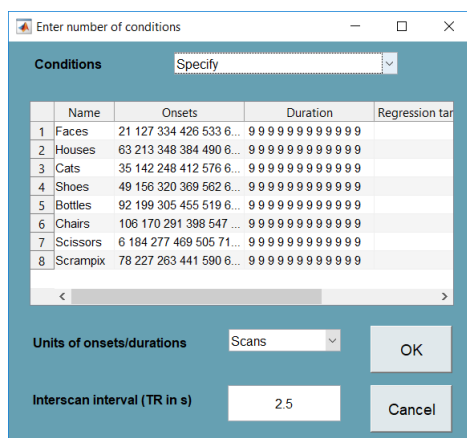 Enter number of conditions
Conditions Specify
Name Onsets Duration Regression tar
1 Faces 21 127 334 426 533 6... 9 9 9 9 9 9 9 9 9 9 9 9
2 Houses 63 213 348 384 490 6... 9 9 9 9 9 9 9 9 9 9 9 9
3 Cats 35 142 248 412 576 6... 9 9 9 9 9 9 9 9 9 9 9 9
4 Shoes 49 156 320 369 562 6... 9 9 9 9 9 9 9 9 9 9 9 9
5 Bottles 92 199 305 455 519 6... 9 9 9 9 9 9 9 9 9 9 9 9
6 Chairs 106 170 291 398 547 ... 9 9 9 9 9 9 9 9 9 9 9 9
7 Scissors 6 184 277 469 505 71... 9 9 9 9 9 9 9 9 9 9 9 9
8 Scrampix 78 227 263 441 590 6... 9 9 9 9 9 9 9 9 9 9 9 9
Units of onsets/durations Scans OK
Interscan interval (TR in s) 2.5 Cancel